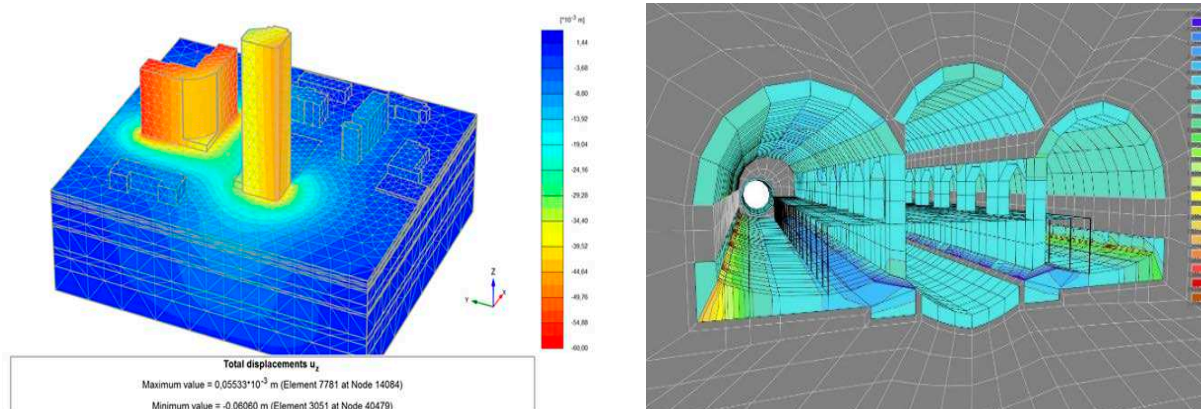 [*10⁻³ m]
1,44
-3,68
-8,80
-13,92
-19,04
-24,16
-29,28
-34,40
-39,52
-44,64
-49,76
-54,88
-60,00
Z
Y
X
Total displacements u_z
Maximum value = 0,05533*10⁻³ m (Element 7781 at Node 14084)
Minimum value = -0,06060 m (Element 3051 at Node 40479)